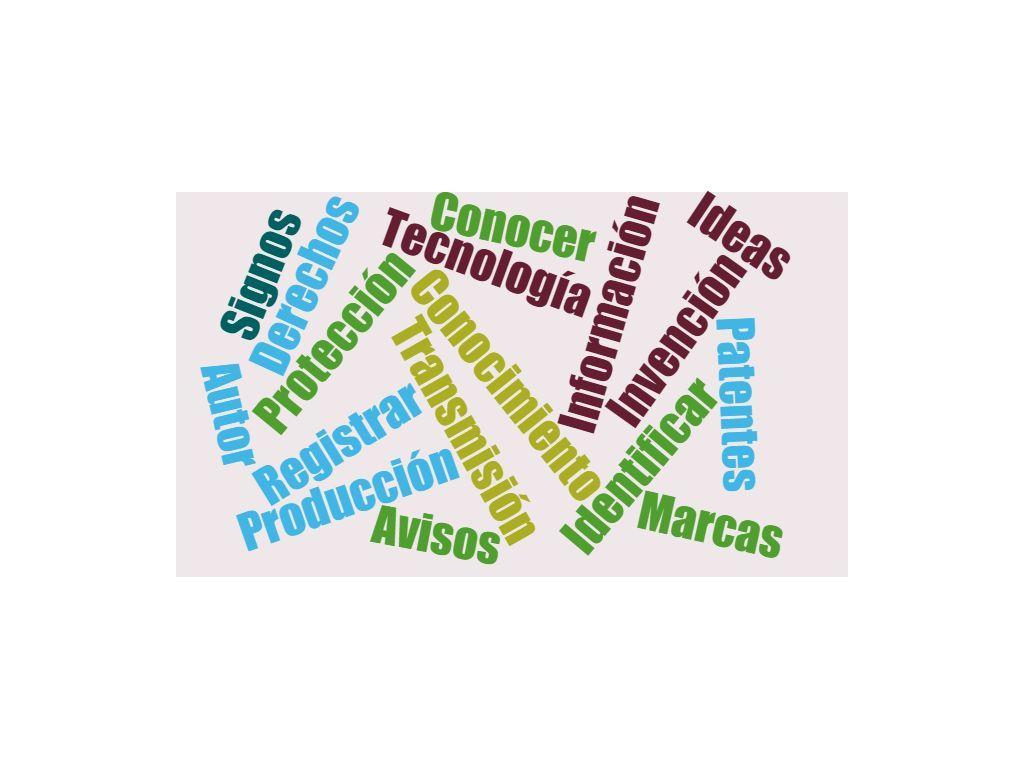 Signos
Derechos
Conocer
Tecnología
Información
Ideas
Invención
Protección
Conocimiento
Transmisión
Patentes
Autor
Registrar
Identificar
Producción
Avisos
Marcas